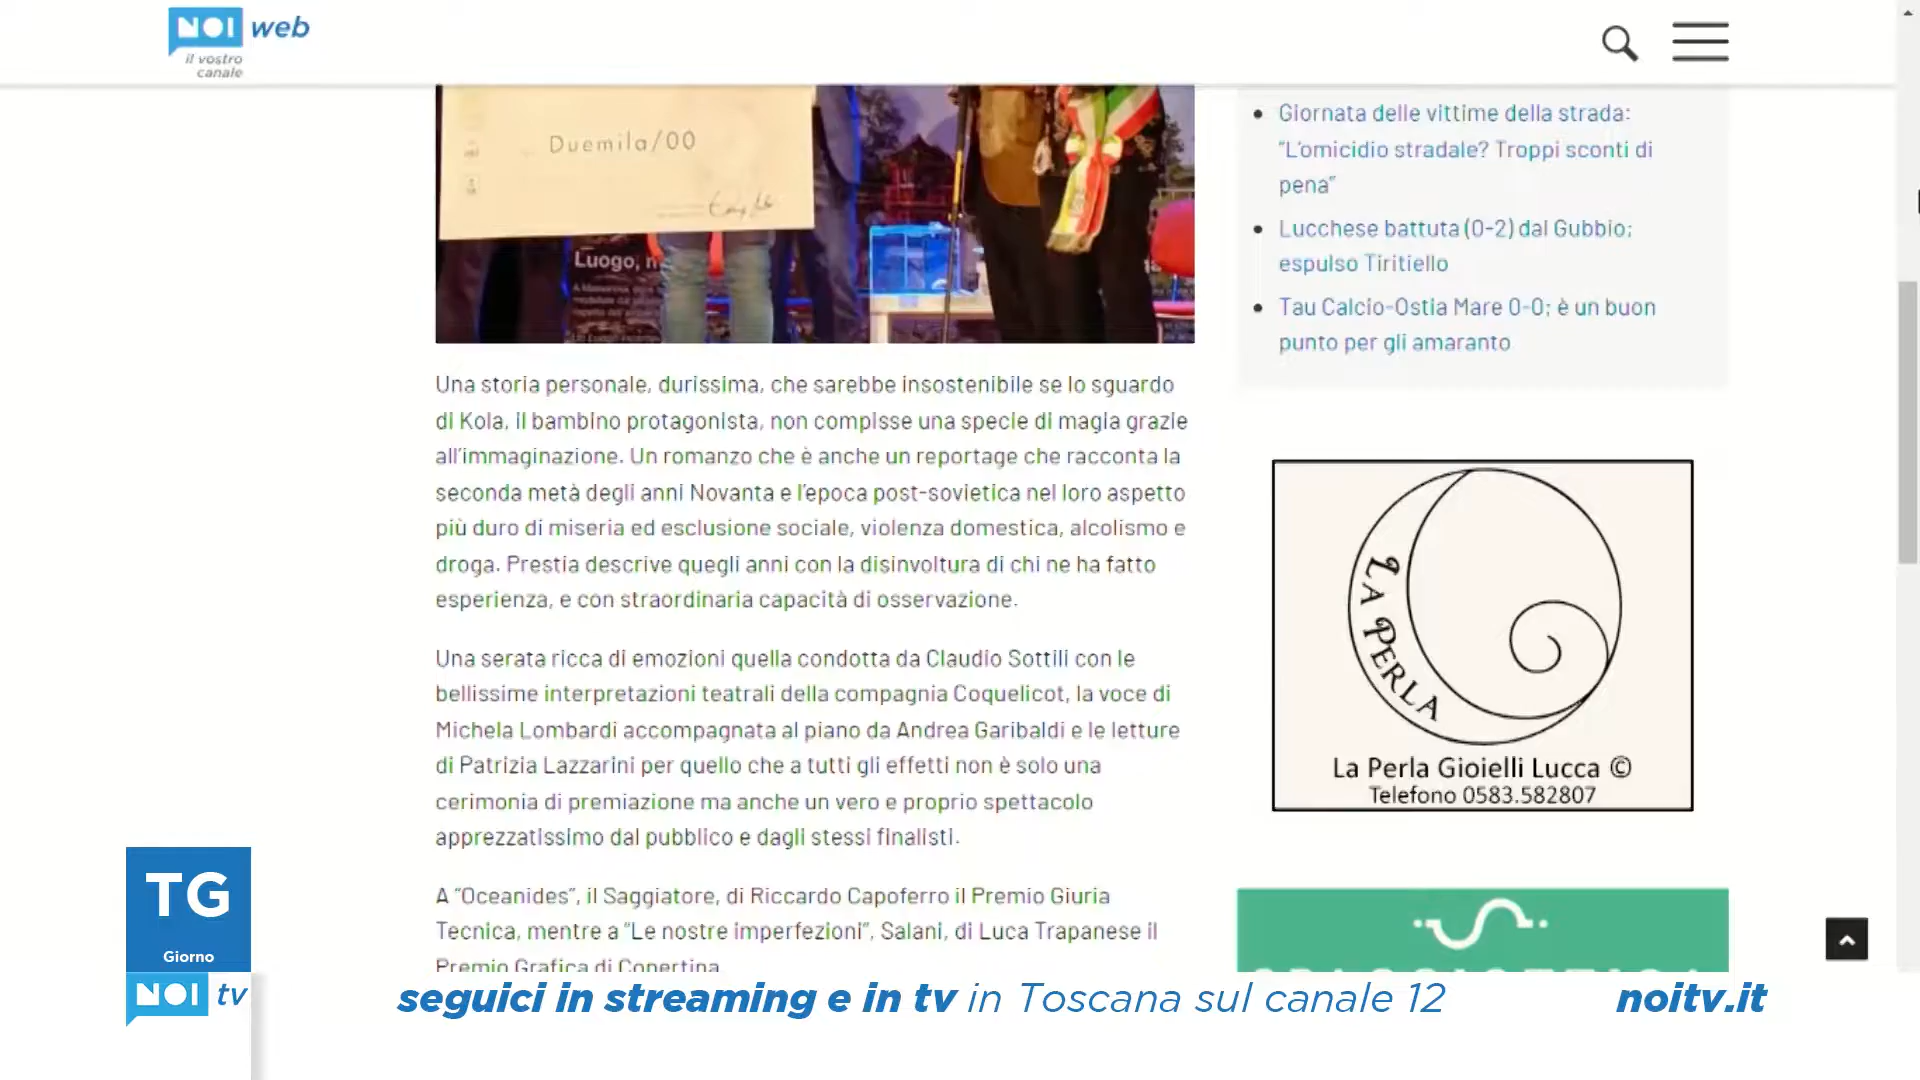 NOI web
il vostro
canale
Duemila/00
Luogo, n
Una storia personale, durissima, che sarebbe insostenibile se lo sguardo
di Kola, il bambino protagonista, non compisse una specie di magia grazie
all'immaginazione. Un romanzo che è anche un reportage che racconta la
seconda metà degli anni Novanta e l'epoca post-sovietica nel loro aspetto
più duro di miseria ed esclusione sociale, violenza domestica, alcolismo e
droga. Prestia descrive quegli anni con la disinvoltura di chi ne ha fatto
esperienza, e con straordinaria capacità di osservazione.
Una serata ricca di emozioni quella condotta da Claudio Sottili con le
bellissime interpretazioni teatrali della compagnia Coquelicot, la voce di
Michela Lombardi accompagnata al piano da Andrea Garibaldi e le letture
di Patrizia Lazzarini per quello che a tutti gli effetti non è solo una
cerimonia di premiazione ma anche un vero e proprio spettacolo
apprezzatissimo dal pubblico e dagli stessi finalisti.
A "Oceanides", il Saggiatore, di Riccardo Capoferro il Premio Giuria
Tecnica, mentre a "Le nostre imperfezioni", Salani, di Luca Trapanese il
Premio Grafica di Copertina
Giornata delle vittime della strada:
"L'omicidio stradale? Troppi sconti di
pena"
Lucchese battuta (0-2) dal Gubbio;
espulso Tiritiello
Tau Calcio-Ostia Mare 0-0; è un buon
punto per gli amaranto
LA PERLA
La Perla Gioielli Lucca ©
Telefono 0583.582807
TG
Giorno
NOI tv
seguici in streaming e in tv in Toscana sul canale 12
noitv.it